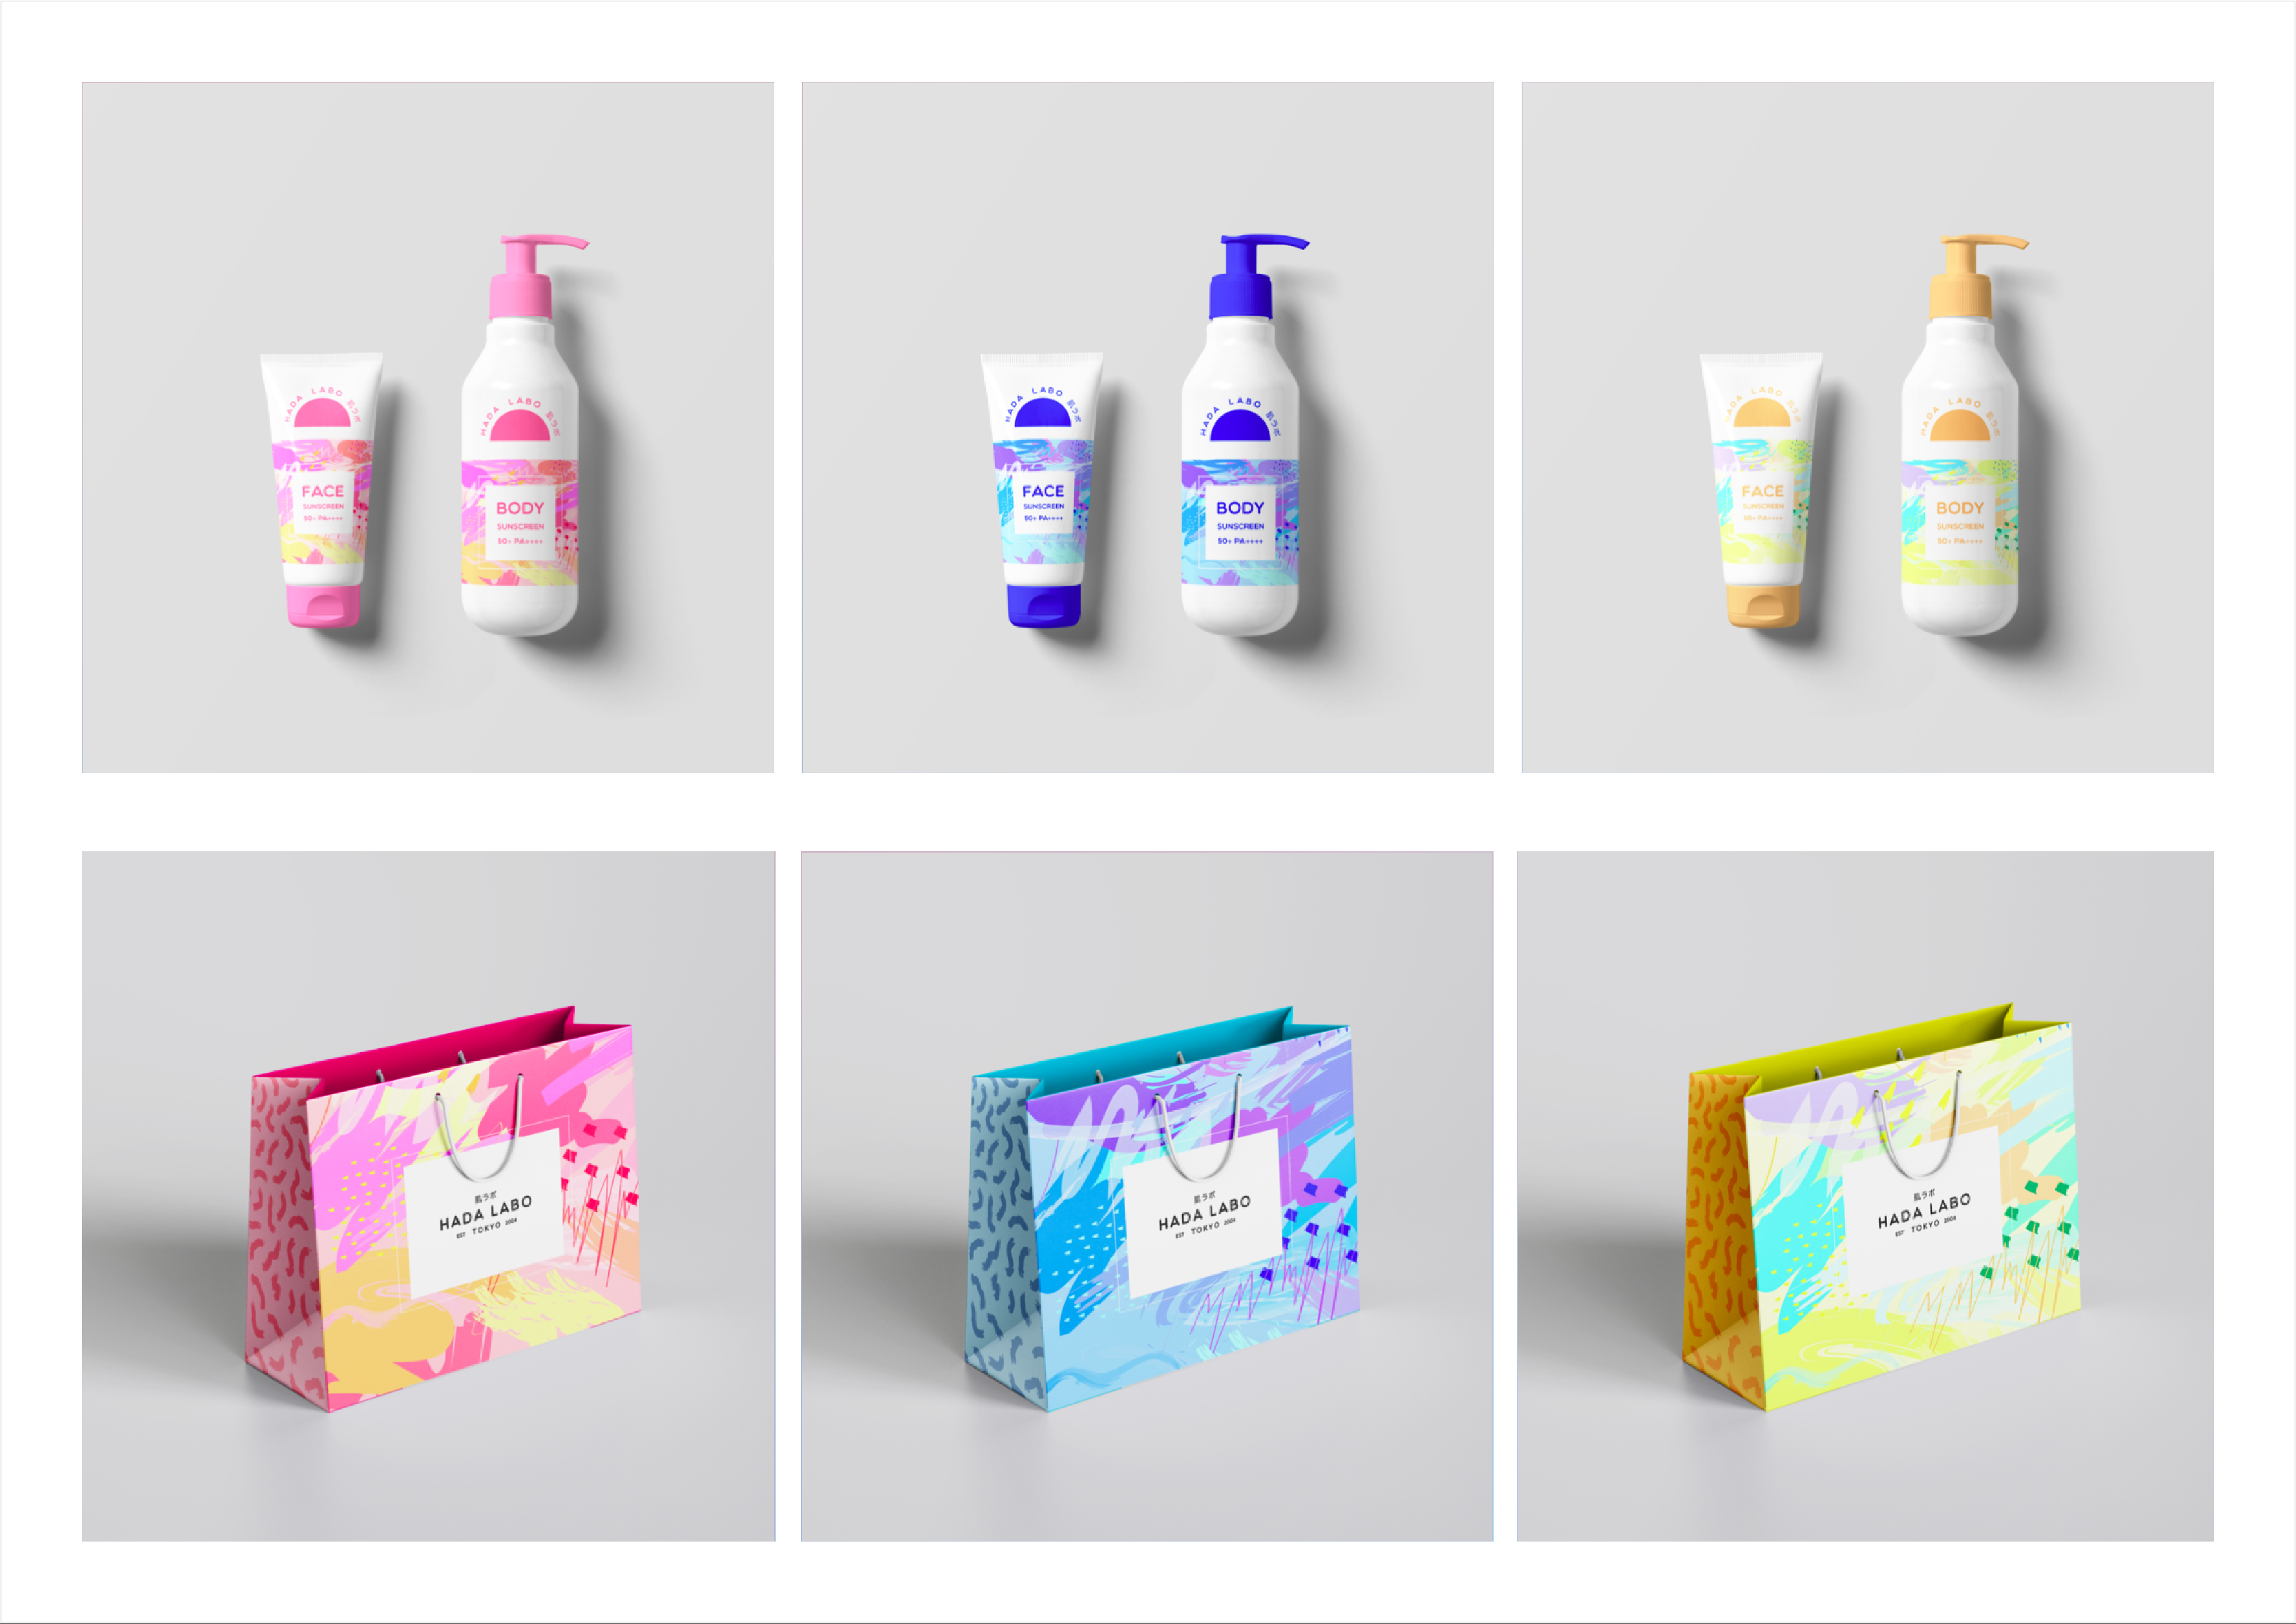 HADA LABO 肌ラボ
FACE
SUNSCREEN
50+ PA++++
HADA LABO 肌ラボ
BODY
SUNSCREEN
50+ PA++++
HADA LABO 肌ラボ
FACE
SUNSCREEN
50+ PA++++
HADA LABO 肌ラボ
BODY
SUNSCREEN
50+ PA++++
HADA LABO 肌ラボ
FACE
SUNSCREEN
50+ PA++++
HADA LABO 肌ラボ
BODY
SUNSCREEN
50+ PA++++
肌ラボ
HADA LABO
EST TOKYO 2004
肌ラボ
HADA LABO
EST TOKYO 2004
肌ラボ
HADA LABO
EST TOKYO 2004